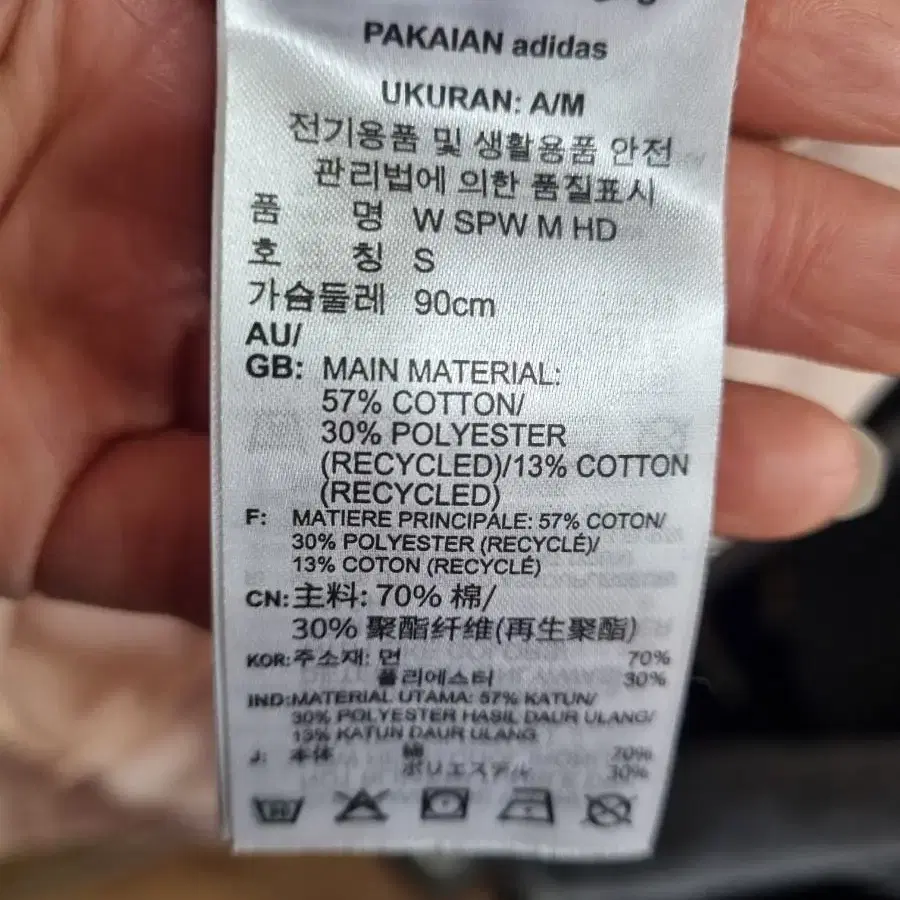 PAKAIAN adidas
UKURAN: A/M
전기용품 및 생활용품 안전
관리법에 의한 품질표시
품 명 W SPW M HD
호 칭 S
가슴둘레 90cm
AU/
GB: MAIN MATERIAL:
57% COTTON/
30% POLYESTER
(RECYCLED)/13% COTTON
(RECYCLED)
F: MATIERE PRINCIPALE: 57% COTON/
30% POLYESTER (RECYCLÉ)/
13% COTON (RECYCLÉ)
CN:主料: 70% 棉/
30% 聚酯纤维(再生聚酯)
KOR:주소재: 면 70%
폴리에스터 30%
IND:MATERIAL UTAMA: 57% KATUN/
30% POLYESTER HASIL DAUR ULANG/
13% KATUN DAUR ULANG
J: 本体 綿 70%
ポリエステル 30%